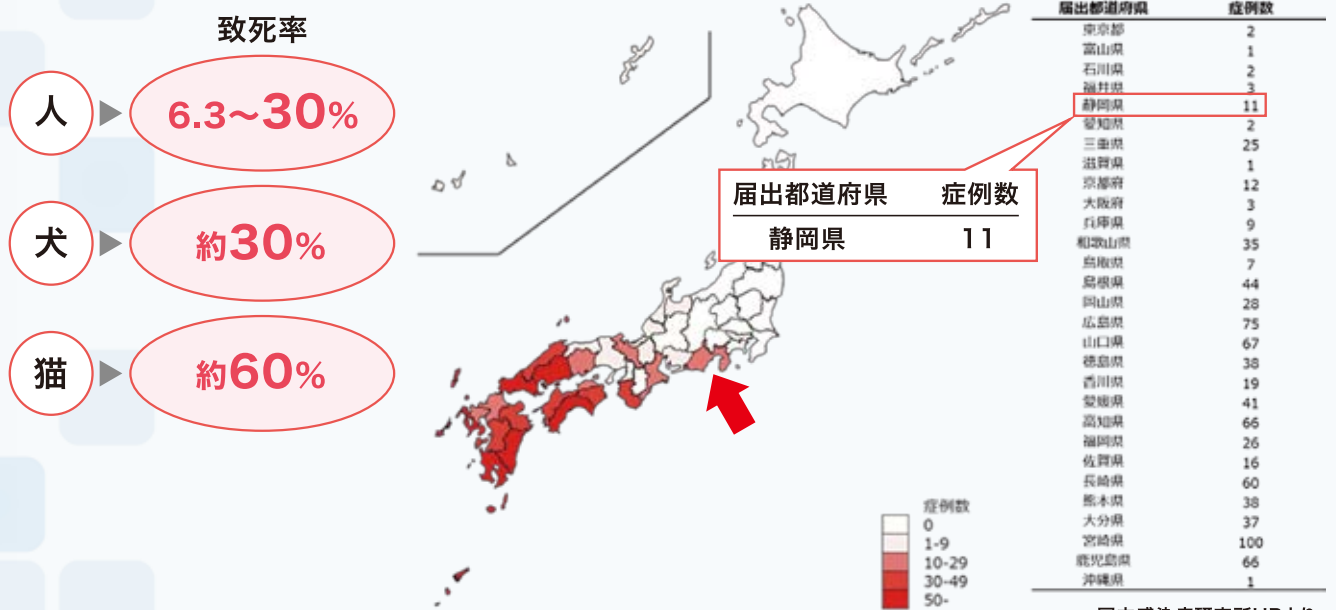 致死率
人
6.3〜30%
犬
約30%
猫
約60%
届出都道府県 症例数
静岡県 11
症例数
0
1-9
10-29
30-49
50-
届出都道府県 症例数
東京都 2
富山県 1
石川県 2
福井県 3
静岡県 11
愛知県 2
三重県 25
滋賀県 1
京都府 12
大阪府 3
兵庫県 9
和歌山県 35
鳥取県 7
島根県 44
岡山県 28
広島県 75
山口県 67
徳島県 38
香川県 19
愛媛県 41
高知県 66
福岡県 26
佐賀県 16
長崎県 60
熊本県 38
大分県 37
宮崎県 100
鹿児島県 66
沖縄県 1